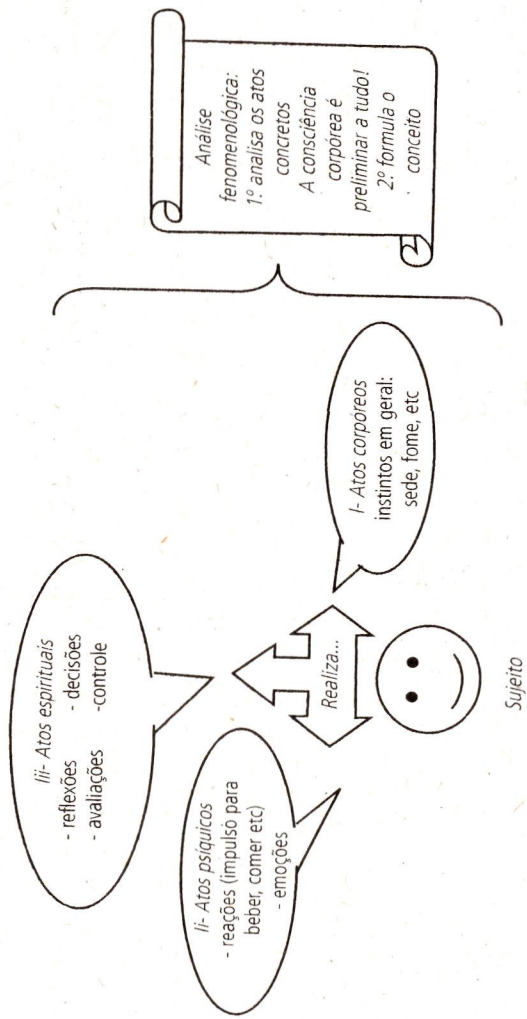 Iii- Atos espirituais
- reflexões - decisões
- avaliações -controle
Ii- Atos psíquicos
- reações (impulso para
beber, comer etc)
- emoções
Realiza...
Sujeito
I- Atos corpóreos
instintos em geral:
sede, fome, etc
Análise
fenomenológica:
1.º analisa os atos
concretos
A consciência
corpórea é
preliminar a tudo!
2.º formula o
conceito